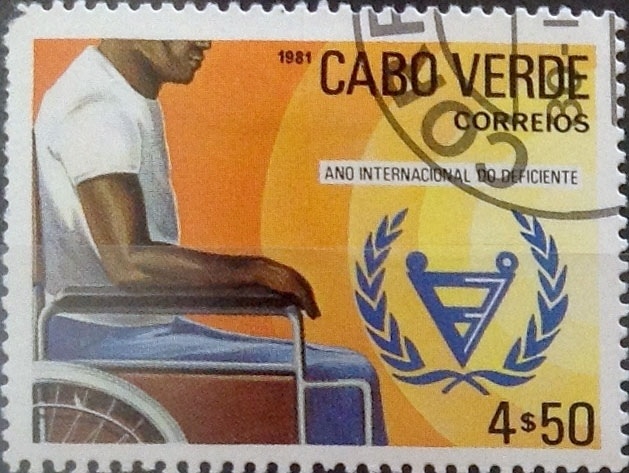 1981 CABO VERDE
CORREIOS
ANO INTERNACIONAL DO DEFICIENTE
4$50